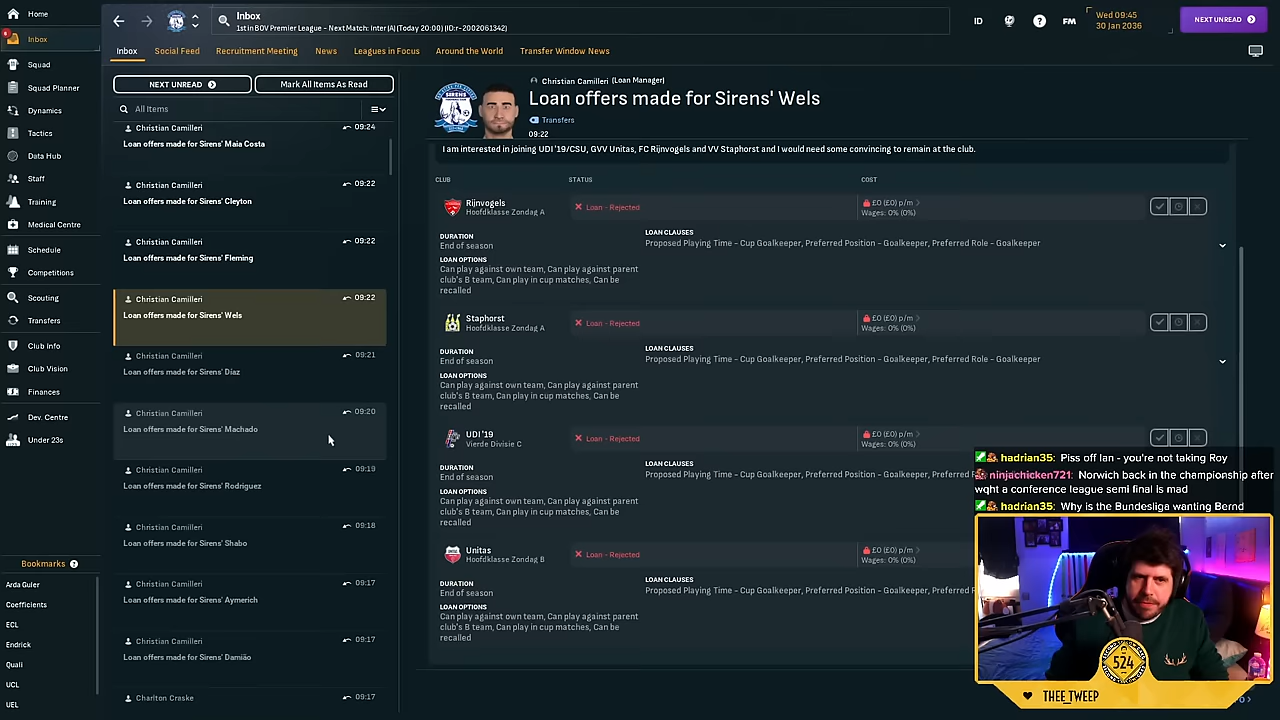 Home
6
Inbox
Squad
Squad Planner
Dynamics
Tactics
Data Hub
Staff
Training
Medical Centre
Schedule
Competitions
Scouting
Transfers
Club Info
Club Vision
Finances
Dev. Centre
Under 23s
Bookmarks ?
Arda Güler
Coefficients
ECL
Endrick
Quali
UCL
UEL
Inbox
1st in BOV Premier League - Next Match: Inter (A) (Today 20:00) (ID:r-2002061342)
ID
?
FM
Wed 09:45
30 Jan 2036
NEXT UNREAD
Inbox
Social Feed
Recruitment Meeting
News
Leagues in Focus
Around the World
Transfer Window News
NEXT UNREAD
Mark All Items As Read
All Items
Christian Camilleri 09:24
Loan offers made for Sirens' Maia Costa
Christian Camilleri 09:22
Loan offers made for Sirens' Cleyton
Christian Camilleri 09:22
Loan offers made for Sirens' Fleming
Christian Camilleri 09:22
Loan offers made for Sirens' Wels
Christian Camilleri 09:21
Loan offers made for Sirens' Díaz
Christian Camilleri 09:20
Loan offers made for Sirens' Machado
Christian Camilleri 09:19
Loan offers made for Sirens' Rodriguez
Christian Camilleri 09:18
Loan offers made for Sirens' Shabo
Christian Camilleri 09:17
Loan offers made for Sirens' Aymerich
Christian Camilleri 09:17
Loan offers made for Sirens' Damião
Charlton Craske 09:17
SIRENS
Christian Camilleri (Loan Manager)
Loan offers made for Sirens' Wels
Transfers
09:22
I am interested in joining UDI '19/CSU, GVV Unitas, FC Rijnvogels and VV Staphorst and I would need some convincing to remain at the club.
CLUB STATUS COST
Rijnvogels
Hoofdklasse Zondag A
Loan - Rejected
£0 (£0) p/m
Wages: 0% (0%)
DURATION
End of season
LOAN OPTIONS
Can play against own team, Can play against parent
club's B team, Can play in cup matches, Can be
recalled
LOAN CLAUSES
Proposed Playing Time - Cup Goalkeeper, Preferred Position - Goalkeeper, Preferred Role - Goalkeeper
Staphorst
Hoofdklasse Zondag A
Loan - Rejected
£0 (£0) p/m
Wages: 0% (0%)
DURATION
End of season
LOAN OPTIONS
Can play against own team, Can play against parent
club's B team, Can play in cup matches, Can be
recalled
LOAN CLAUSES
Proposed Playing Time - Cup Goalkeeper, Preferred Position - Goalkeeper, Preferred Role - Goalkeeper
UDI '19
Vierde Divisie C
Loan - Rejected
£0 (£0) p/m
Wages: 0% (0%)
DURATION
End of season
LOAN OPTIONS
Can play against own team, Can play against parent
club's B team, Can play in cup matches, Can be
recalled
LOAN CLAUSES
Proposed Playing Time - Cup Goalkeeper, Preferred Position - Goalkeeper, Preferred R
Unitas
Hoofdklasse Zondag B
Loan - Rejected
£0 (£0) p/m
Wages: 0% (0%)
DURATION
End of season
LOAN OPTIONS
Can play against own team, Can play against parent
club's B team, Can play in cup matches, Can be
recalled
LOAN CLAUSES
Proposed Playing Time - Cup Goalkeeper, Preferred Position - Goalkeeper, Preferred R
hadrian35: Piss off Ian - you're not taking Roy
ninjachicken721: Norwich back in the championship after
wqht a conference league semi final is mad
hadrian35: Why is the Bundesliga wanting Bernd
524
THEE_TWEEP